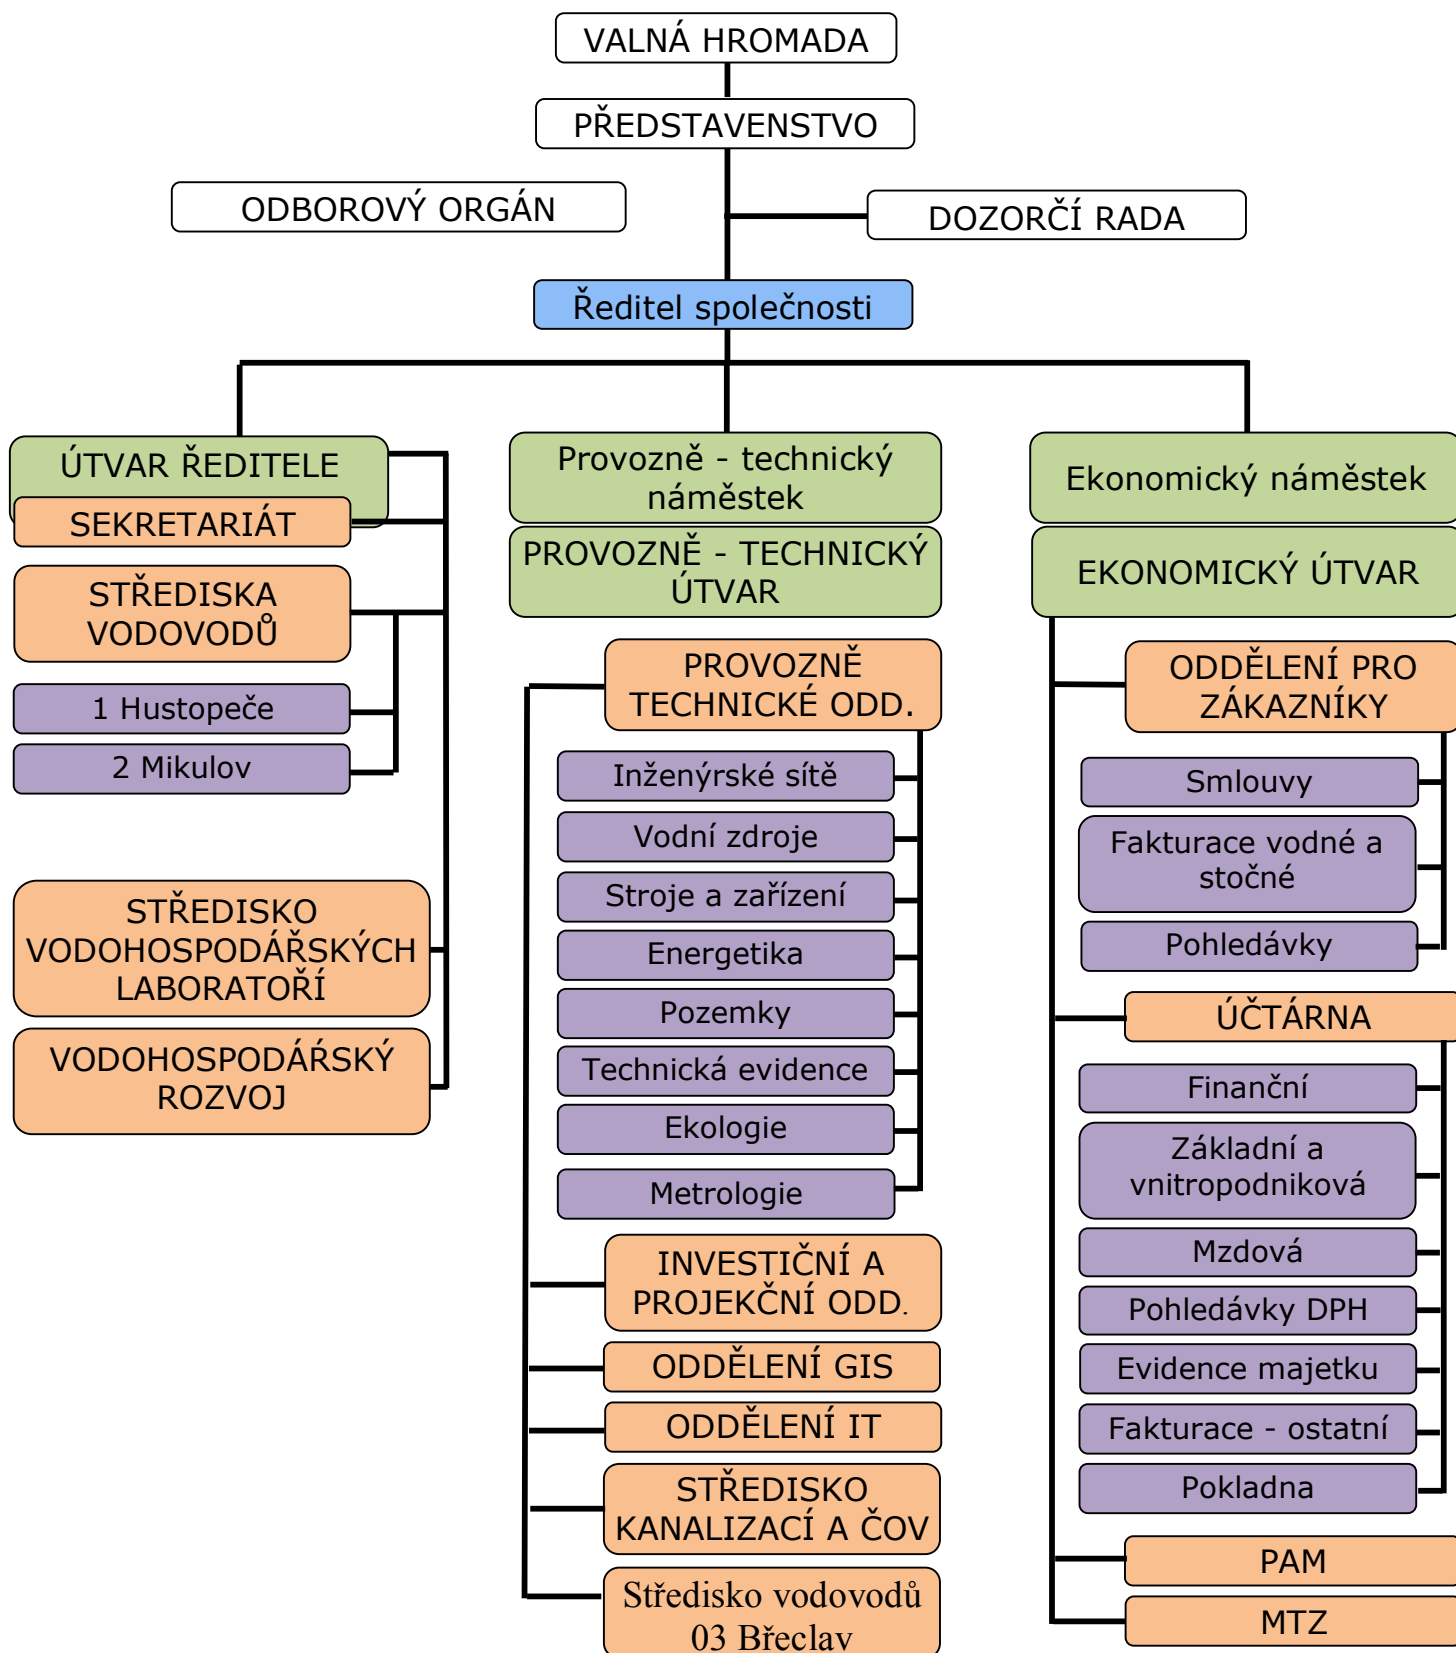 VALNÁ HROMADA
PŘEDSTAVENSTVO
ODBOROVÝ ORGÁN
DOZORČÍ RADA
Ředitel společnosti
ÚTVAR ŘEDITELE
SEKRETARIÁT
STŘEDISKA
VODOVODŮ
1 Hustopeče
2 Mikulov
STŘEDISKO
VODOHOSPODÁŘSKÝCH
LABORATOŘÍ
VODOHOSPODÁŔSKÝ
ROZVOJ
Provozně - technický
náměstek
PROVOZNĚ - TECHNICKÝ
ÚTVAR
PROVOZNĚ
TECHNICKÉ ODD.
Inženýrské sítě
Vodní zdroje
Stroje a zařízení
Energetika
Pozemky
Technická evidence
Ekologie
Metrologie
INVESTIČNÍ A
PROJEKČNÍ ODD.
ODDĚLENÍ GIS
ODDĚLENÍ IT
STŘEDISKO
KANALIZACÍ A ČOV
Středisko vodovodů
03 Břeclav
Ekonomický náměstek
EKONOMICKÝ ÚTVAR
ODDĚLENÍ PRO
ZÁKAZNÍKY
Smlouvy
Fakturace vodné a
stočné
Pohledávky
ÚČTÁRNA
Finanční
Základní a
vnitropodniková
Mzdová
Pohledávky DPH
Evidence majetku
Fakturace - ostatní
Pokladna
PAM
MTZ